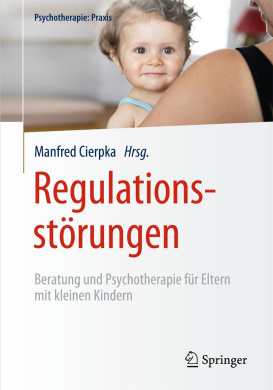 Psychotherapie: Praxis
Manfred Cierpka Hrsg.
Regulations-
störungen
Beratung und Psychotherapie für Eltern
mit kleinen Kindern
Springer